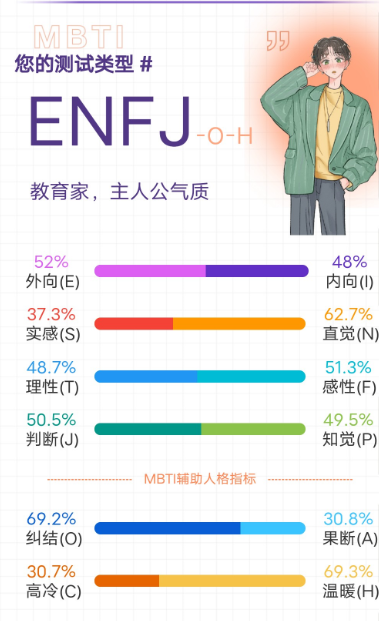 MBTI
您的测试类型 #
ENFJ-O-H
教育家，主人公气质
52% 48%
外向(E) 内向(I)
37.3% 62.7%
实感(S) 直觉(N)
48.7% 51.3%
理性(T) 感性(F)
50.5% 49.5%
判断(J) 知觉(P)
MBTI辅助人格指标
69.2% 30.8%
纠结(O) 果断(A)
30.7% 69.3%
高冷(C) 温暖(H)